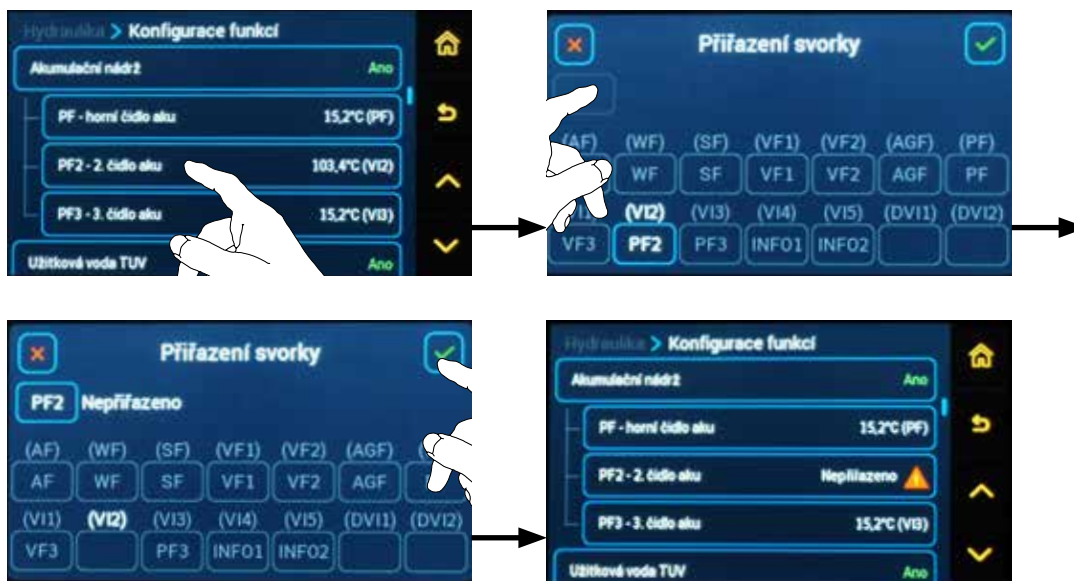 Hydraulika > Konfigurace funkcí
Akumulační nádrž Ano
PF - horní čidlo aku 15,2°C (PF)
PF2 - 2. čidlo aku 103,4°C (VI2)
PF3 - 3. čidlo aku 15,2°C (VI3)
Užitková voda TUV Ano
Přiřazení svorky
(AF) (WF) (SF) (VF1) (VF2) (AGF) (PF)
WF SF VF1 VF2 AGF PF
(VI2) (VI3) (VI4) (VI5) (DVI1) (DVI2)
VF3 PF2 PF3 INFO1 INFO2
Přiřazení svorky
PF2 Nepřiřazeno
(AF) (WF) (SF) (VF1) (VF2) (AGF)
AF WF SF VF1 VF2 AGF
(VI1) (VI2) (VI3) (VI4) (VI5) (DVI1) (DVI2)
VF3 PF3 INFO1 INFO2
Hydraulika > Konfigurace funkcí
Akumulační nádrž Ano
PF - horní čidlo aku 15,2°C (PF)
PF2 - 2. čidlo aku Nepřiřazeno
PF3 - 3. čidlo aku 15,2°C (VI3)
Užitková voda TUV Ano